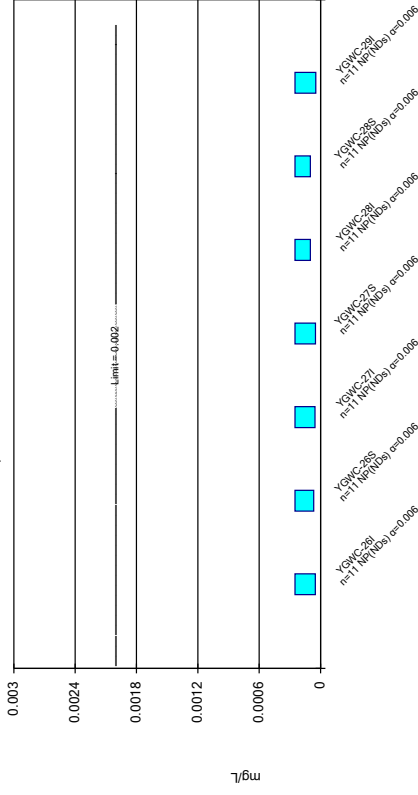 0.003
0.0024
0.0018
0.0012
0.0006
0
mg/L
Limit = 0.002
YGWC-26I
n=11 NP(NDs) α=0.006
YGWC-26S
n=11 NP(NDs) α=0.006
YGWC-27I
n=11 NP(NDs) α=0.006
YGWC-27S
n=11 NP(NDs) α=0.006
YGWC-28I
n=11 NP(NDs) α=0.006
YGWC-28S
n=11 NP(NDs) α=0.006
YGWC-29I
n=11 NP(NDs) α=0.006